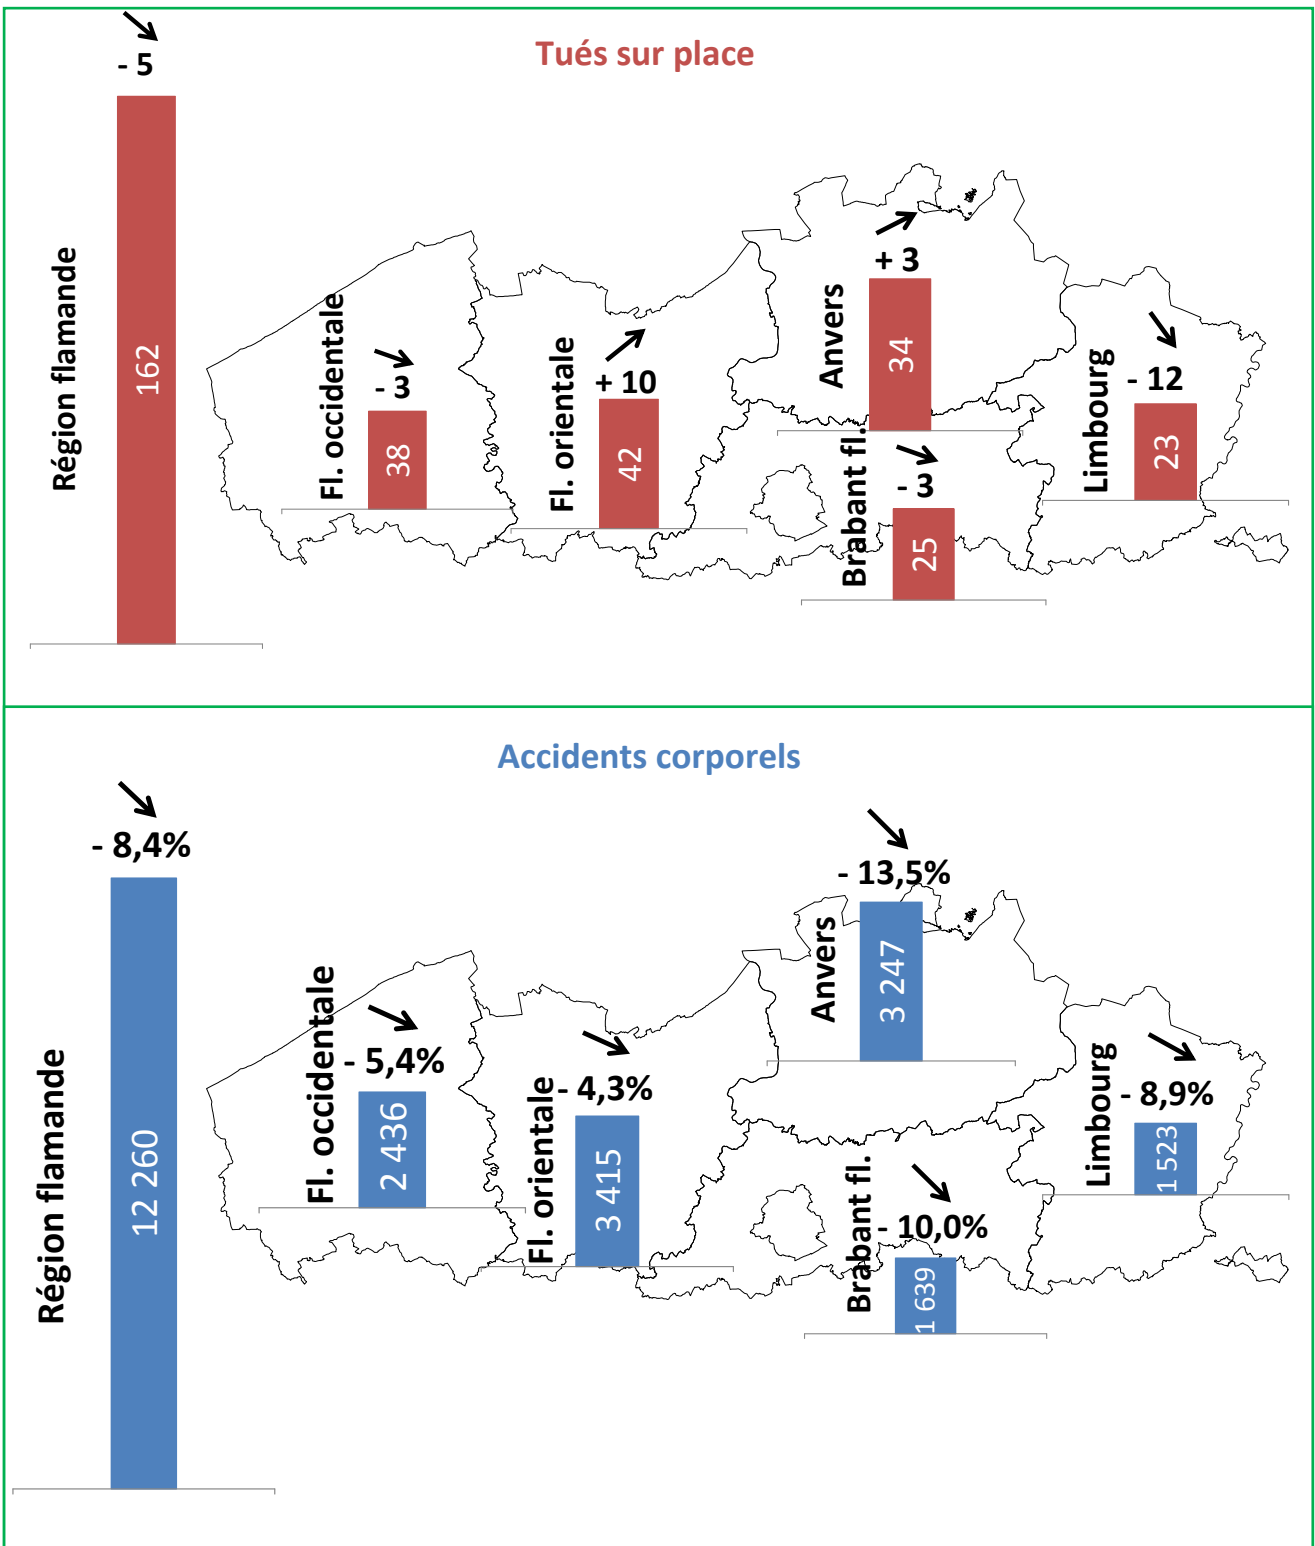 Tués sur place
- 5
Région flamande
162
Fl. occidentale
- 3
38
Fl. orientale
+ 10
42
Anvers
+ 3
34
Brabant fl.
- 3
25
Limbourg
- 12
23
Accidents corporels
- 8,4%
Région flamande
12 260
Fl. occidentale
- 5,4%
2 436
Fl. orientale
- 4,3%
3 415
Anvers
- 13,5%
3 247
Brabant fl.
- 10,0%
1 639
Limbourg
- 8,9%
1 523